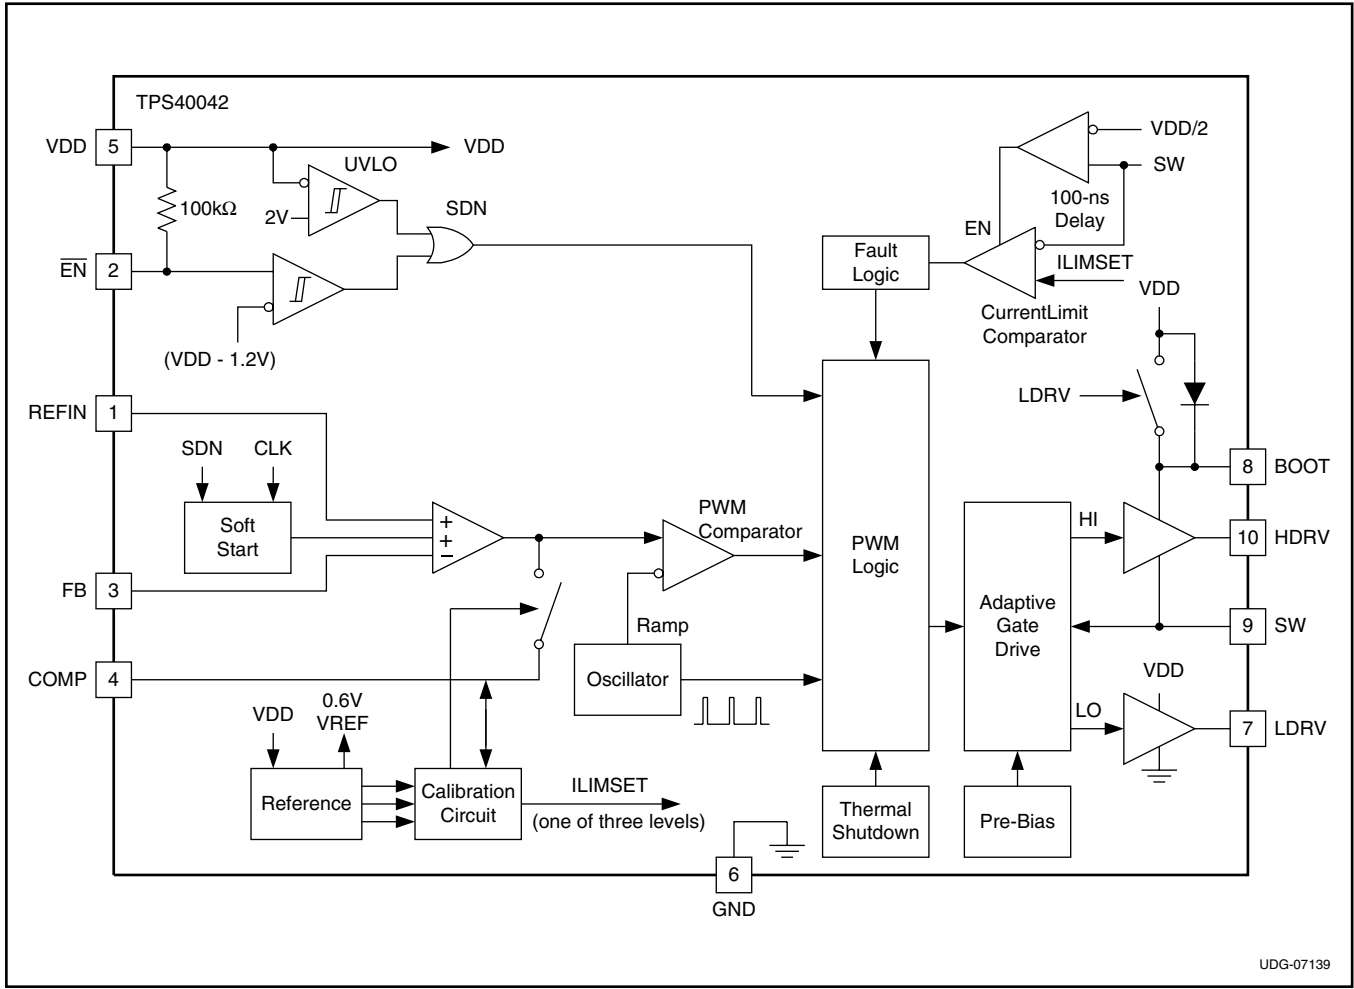 TPS40042
VDD
5
VDD
UVLO
100kΩ
2V
SDN
EN
2
(VDD - 1.2V)
VDD/2
SW
100-ns
Delay
EN
Fault
Logic
ILIMSET
CurrentLimit
Comparator
VDD
LDRV
REFIN
1
SDN
CLK
Soft
Start
+
+
−
PWM
Comparator
PWM
Logic
8
BOOT
HI
10
HDRV
FB
3
Adaptive
Gate
Drive
9
SW
Ramp
Oscillator
COMP
4
VDD
LO
7
LDRV
VDD
0.6V
VREF
Reference
Calibration
Circuit
ILIMSET
(one of three levels)
Thermal
Shutdown
Pre-Bias
6
GND
UDG-07139